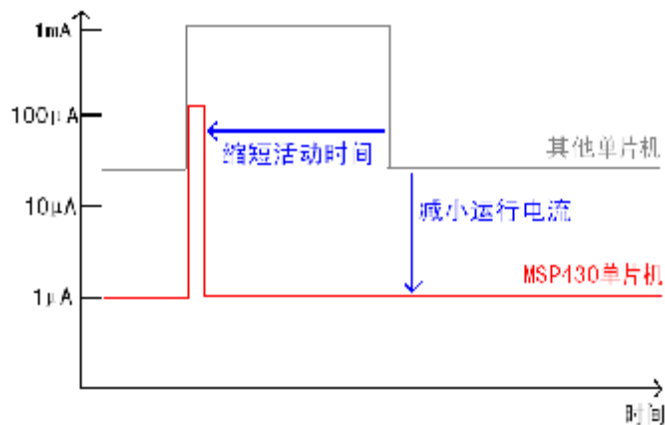 1mA
100μA
缩短活动时间
其他单片机
10μA
减小运行电流
MSP430单片机
1μA
时间